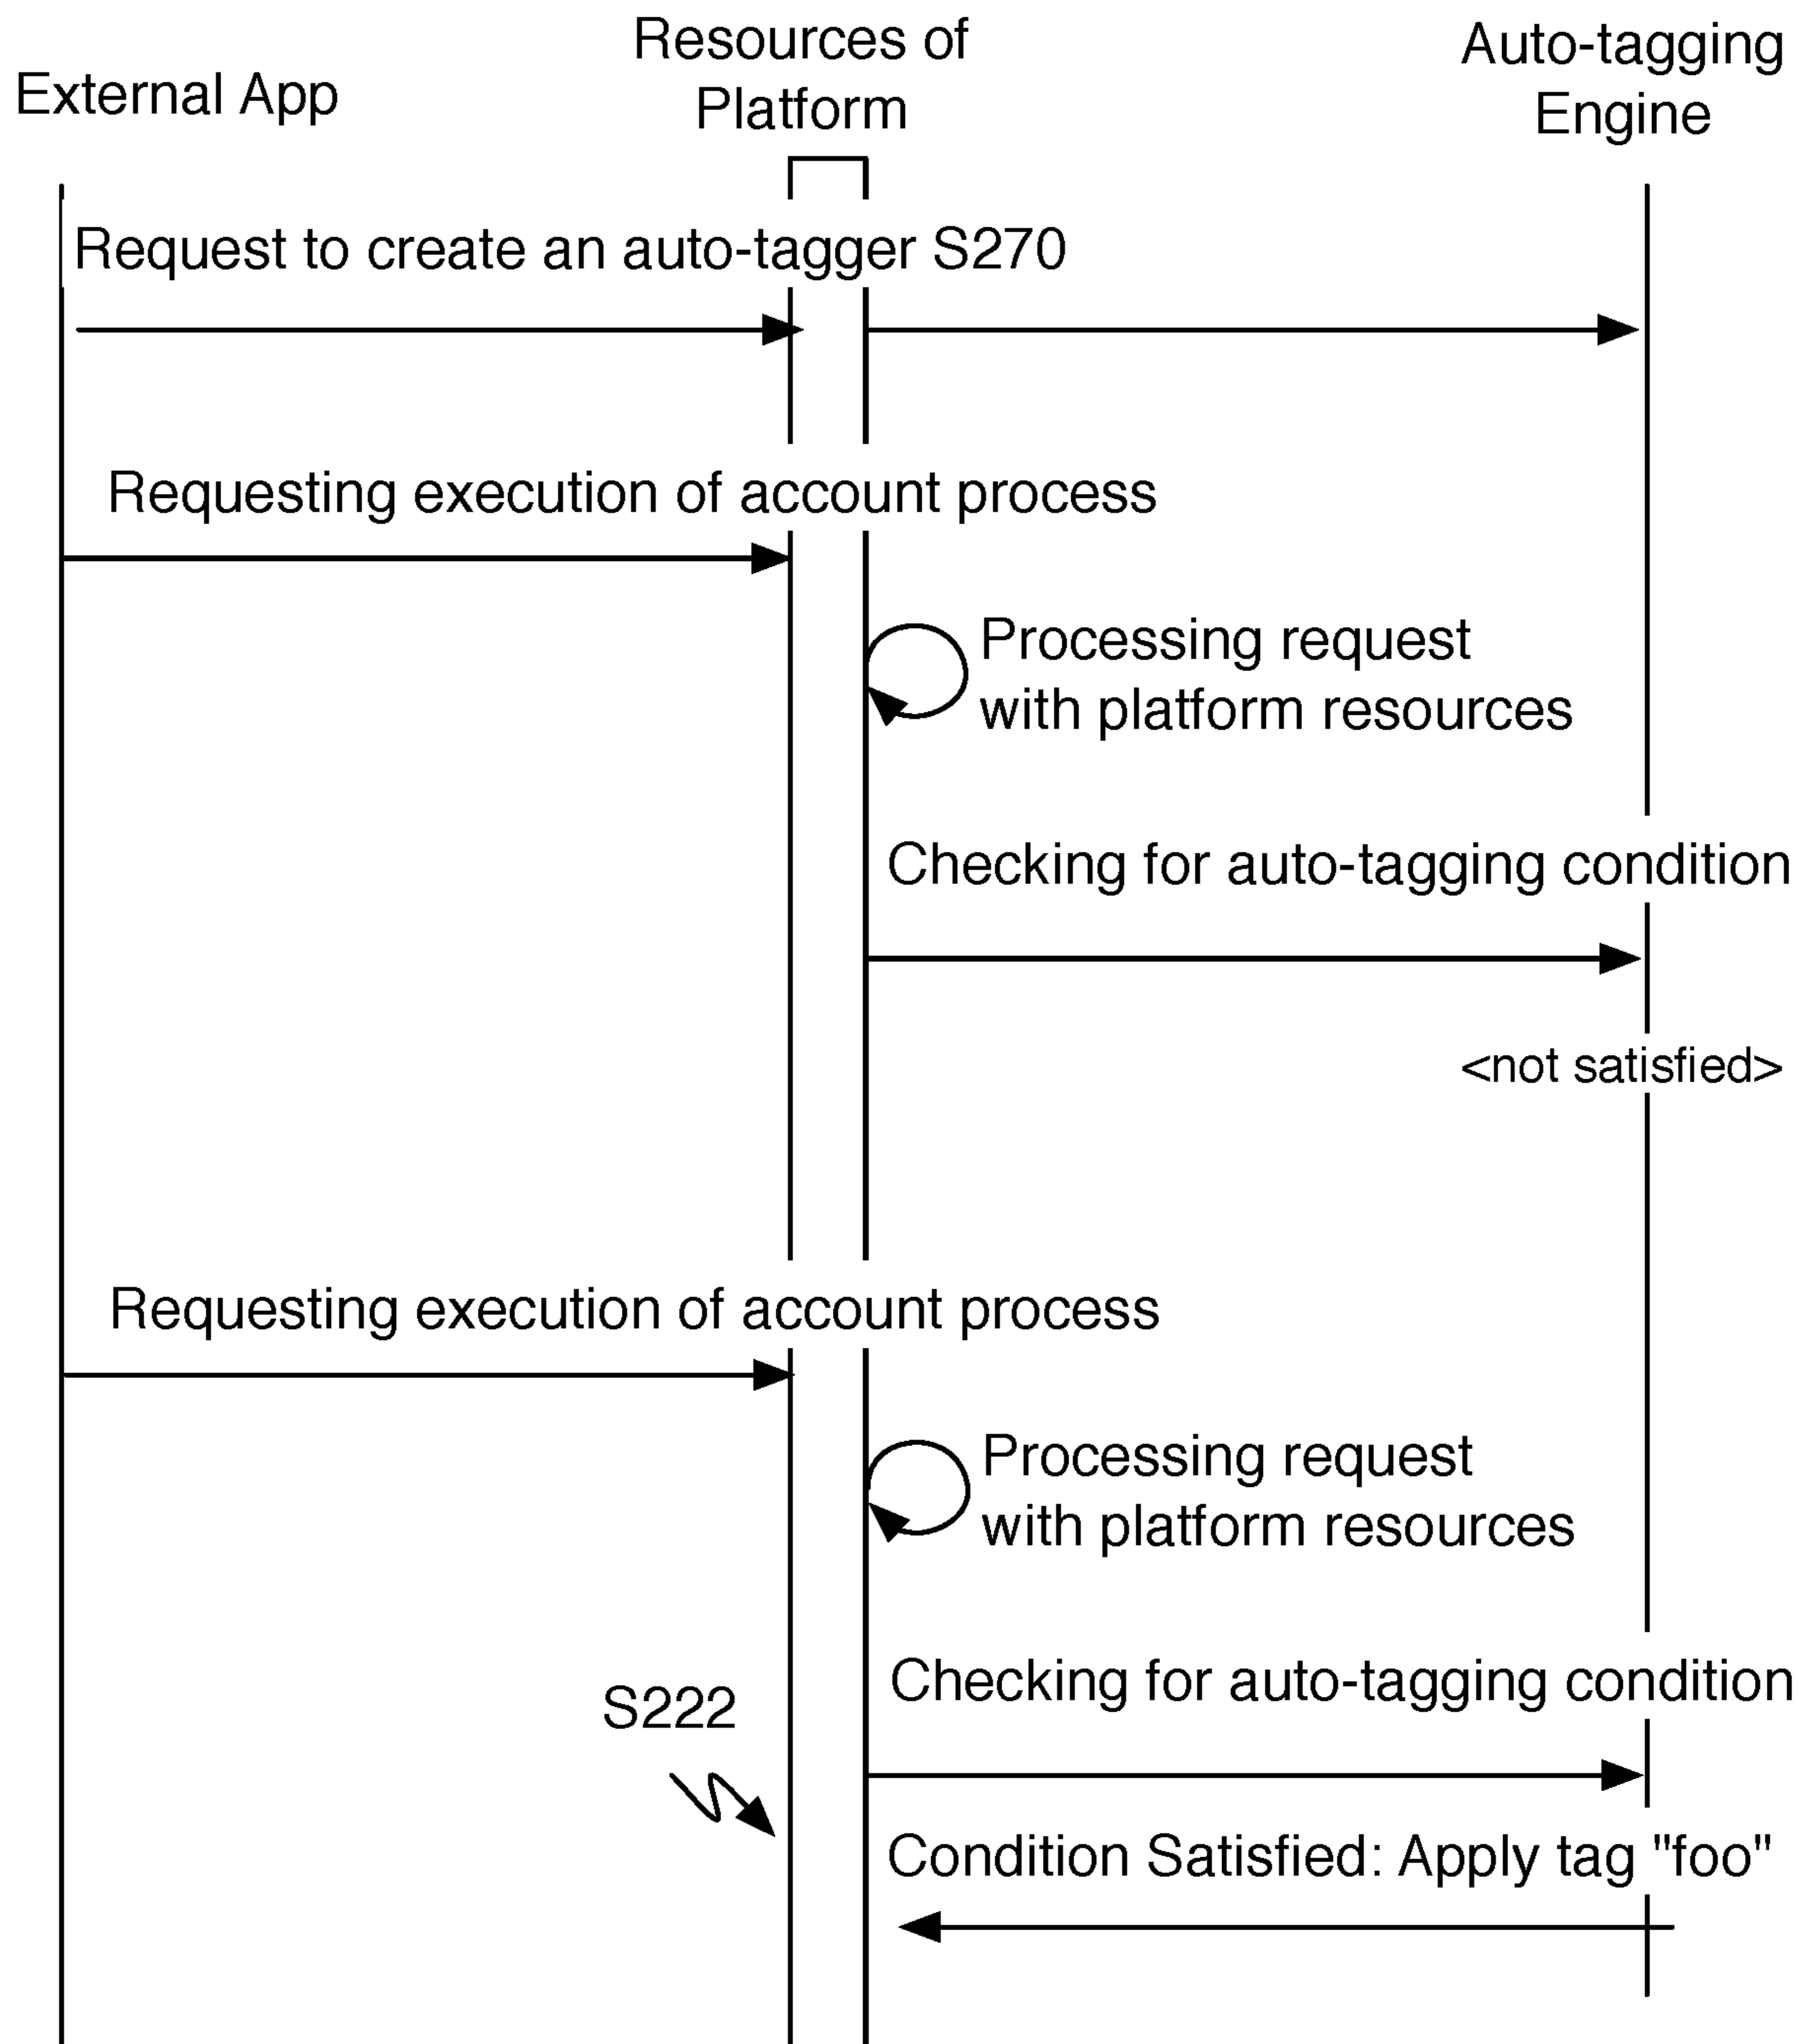 External App
Resources of
Platform
Auto-tagging
Engine
Request to create an auto-tagger S270
Requesting execution of account process
Processing request
with platform resources
Checking for auto-tagging condition
<not satisfied>
Requesting execution of account process
Processing request
with platform resources
Checking for auto-tagging condition
S222
Condition Satisfied: Apply tag "foo"